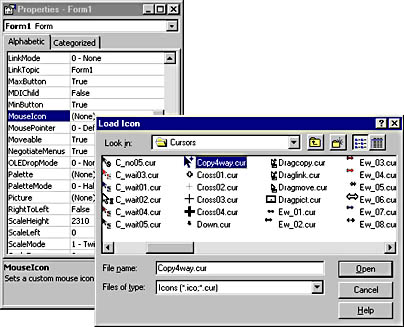 Properties - Form1
Form1 Form
Alphabetic Categorized
LinkMode 0 - None
LinkTopic Form1
MaxButton True
MDIChild False
MinButton True
MouseIcon (None)
MousePointer 0 - Def
Moveable True
NegotiateMenus True
OLEDropMode 0 - Non
Palette (None)
PaletteMode 0 - Hal
Picture (None)
RightToLeft False
ScaleHeight 2310
ScaleLeft 0
ScaleMode 1 - Twi
MouseIcon
Sets a custom mouse icon
Load Icon
Look in: Cursors
C_no05.cur Copy4way.cur Dragcopy.cur Ew_03.cur
C_wait03.cur Cross01.cur Draglink.cur Ew_04.cur
C_wait01.cur Cross02.cur Dragmove.cur Ew_05.cur
C_wait02.cur Cross03.cur Dragpict.cur Ew_06.cur
C_wait04.cur Cross04.cur Ew_01.cur Ew_07.cur
C_wait05.cur Down.cur Ew_02.cur Ew_08.cur
File name: Copy4way.cur Open
Files of type: Icons (*.ico;*.cur) Cancel
Help